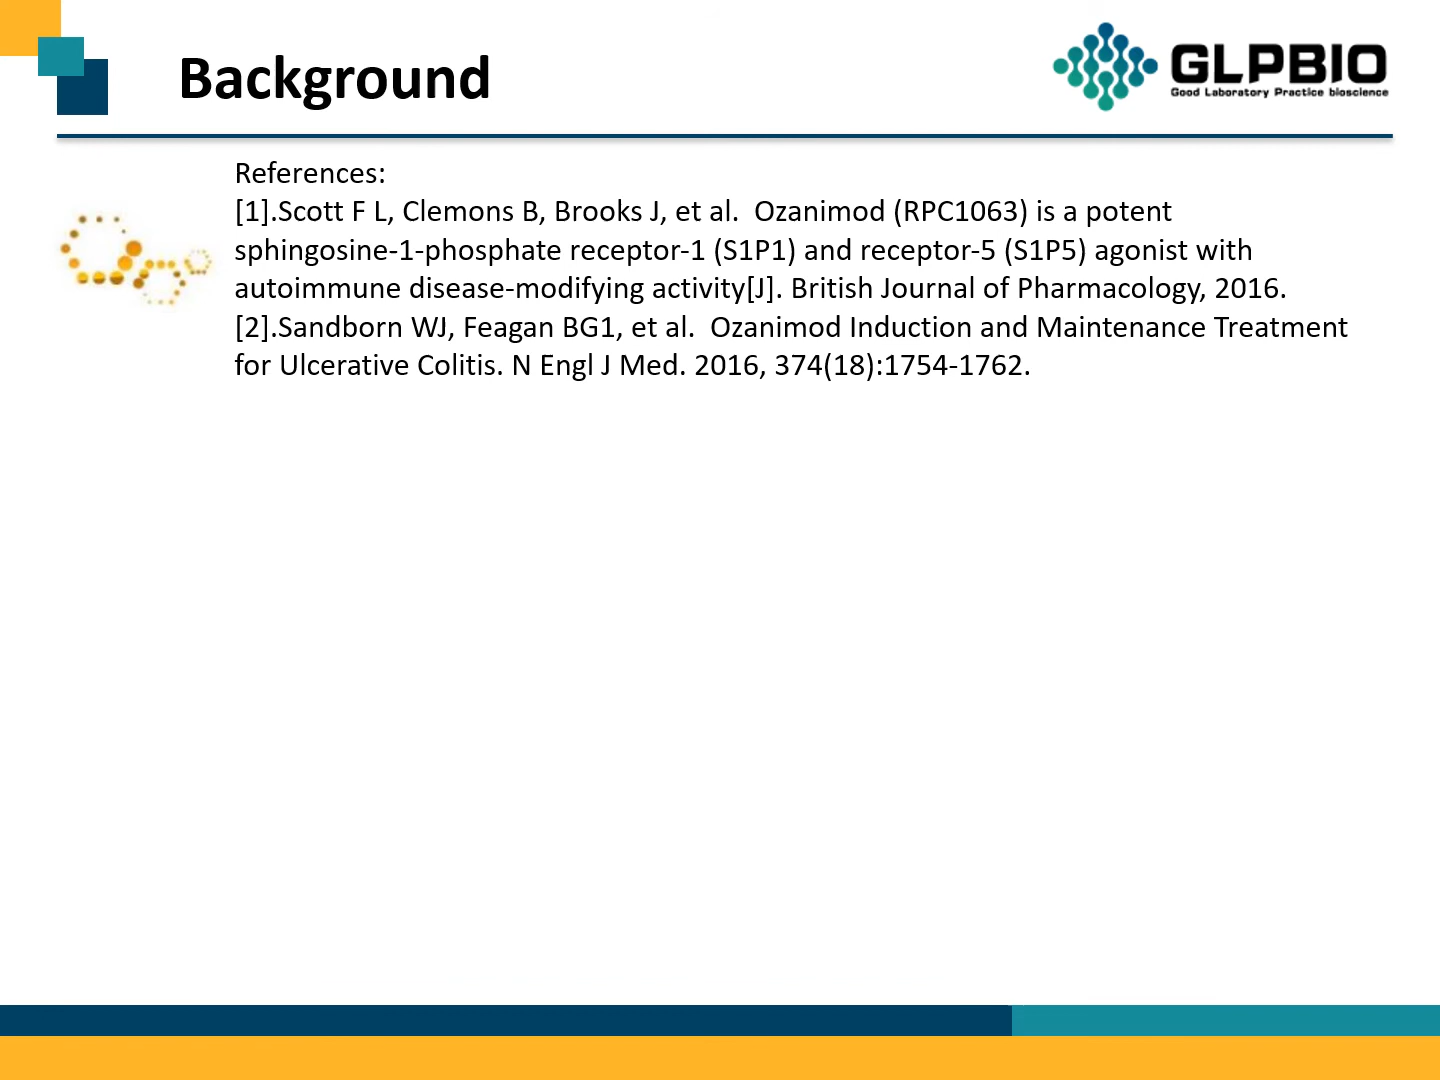 Background
GLPBIO
Good Laboratory Practice bioscience
References:
[1].Scott F L, Clemons B, Brooks J, et al.  Ozanimod (RPC1063) is a potent
sphingosine-1-phosphate receptor-1 (S1P1) and receptor-5 (S1P5) agonist with
autoimmune disease-modifying activity[J]. British Journal of Pharmacology, 2016.
[2].Sandborn WJ, Feagan BG1, et al.  Ozanimod Induction and Maintenance Treatment
for Ulcerative Colitis. N Engl J Med. 2016, 374(18):1754-1762.